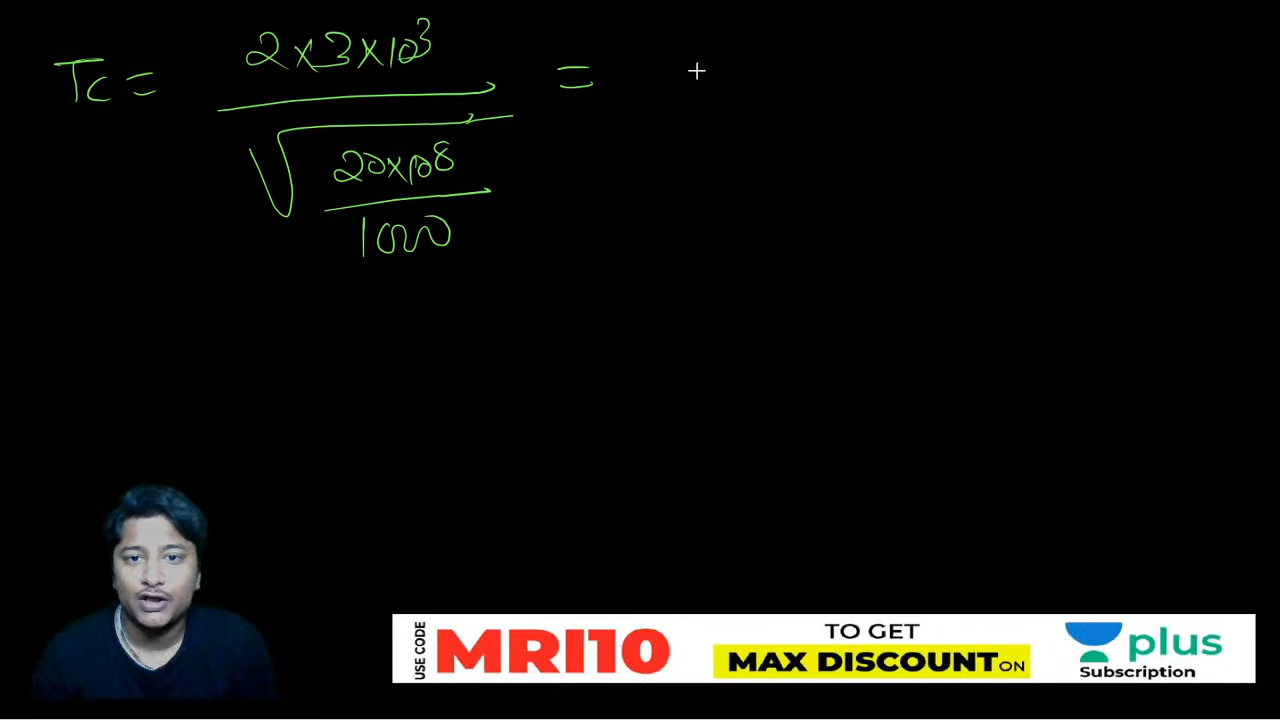 Tc = 2×3×10³ =
√ 20×10⁸
1000
USE CODE
MRI10
TO GET
MAX DISCOUNT ON
plus
Subscription